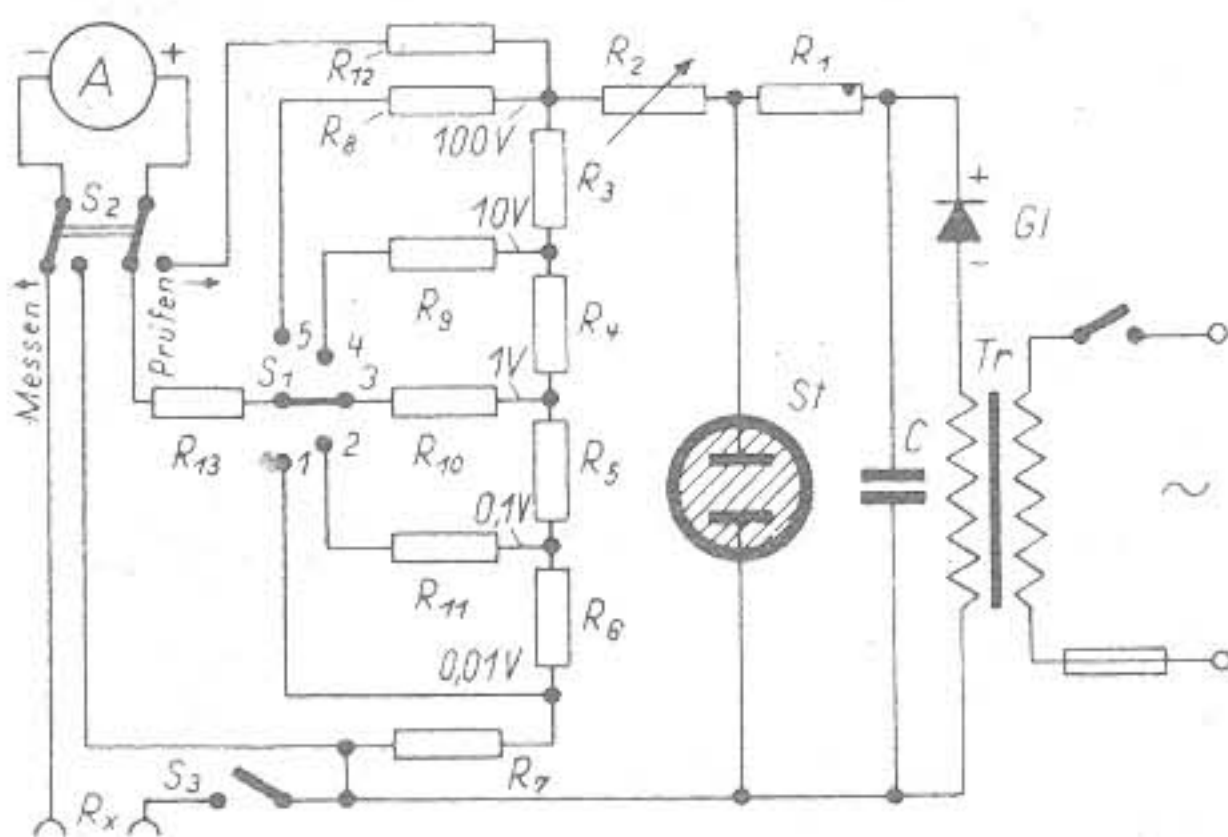 - A +
R12
R2
R1
R8
100V
S2
R3
+
Gl
-
10V
R9
R4
Messen
Prüfen
5
4
S1
3
1V
Tr
R13
R10
St
C
1
2
R5
~
0,1V
R11
R6
0,01V
R7
S3
Rx